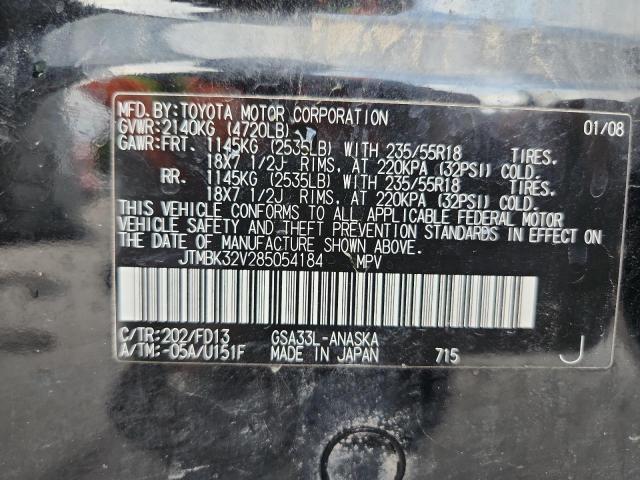 MFD.BY:TOYOTA MOTOR CORPORATION 01/08
GVWR:2140KG (4720LB)
GAWR:FRT. 1145KG (2535LB) WITH 235/55R18 TIRES.
18X7 1/2J RIMS, AT 220KPA (32PSI) COLD.
RR. 1145KG (2535LB) WITH 235/55R18 TIRES.
18X7 1/2J RIMS, AT 220KPA (32PSI) COLD.
THIS VEHICLE CONFORMS TO ALL APPLICABLE FEDERAL MOTOR
VEHICLE SAFETY AND THEFT PREVENTION STANDARDS IN EFFECT ON
THE DATE OF MANUFACTURE SHOWN ABOVE.
JTMBK32V285054184 MPV
C/TR:202/FD13 GSA33L-ANASKA
A/TM:-05A/U151F MADE IN JAPAN 715 J